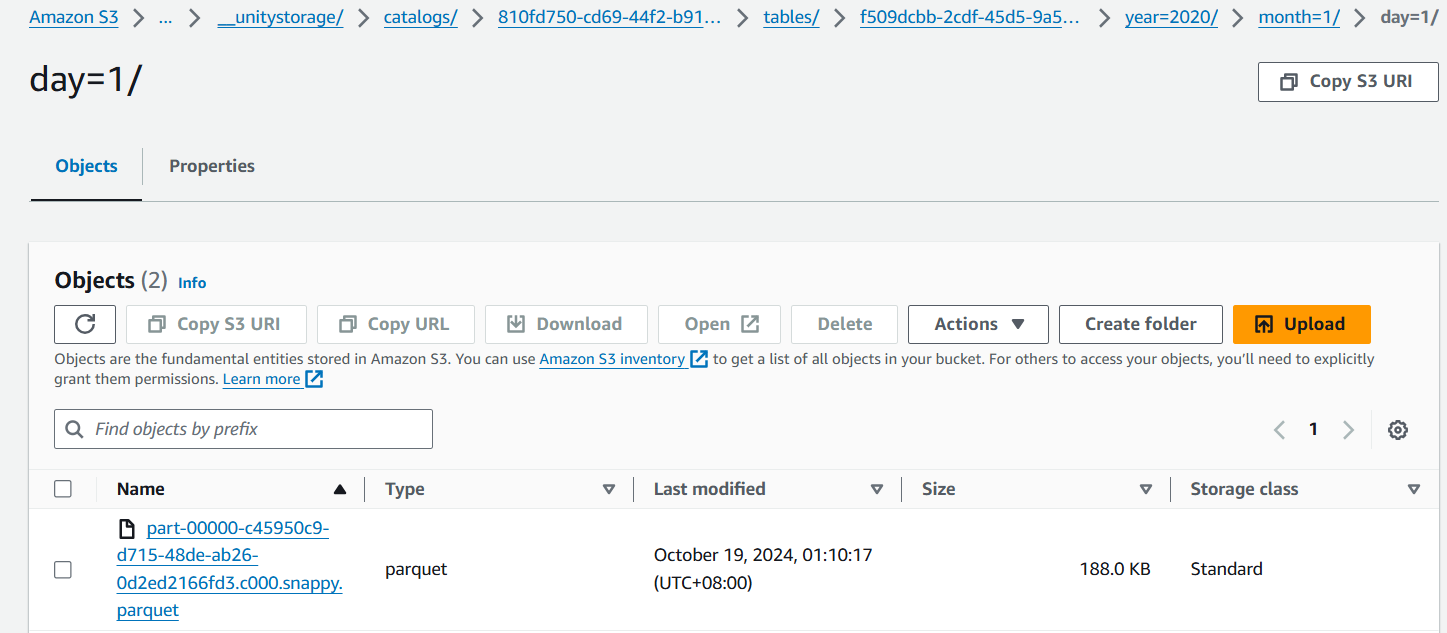 Amazon S3 > ... > __unitystorage/ > catalogs/ > 810fd750-cd69-44f2-b91... > tables/ > f509dcbb-2cdf-45d5-9a5... > year=2020/ > month=1/ > day=1/
day=1/
Copy S3 URI
Objects Properties
Objects (2) Info
Copy S3 URI Copy URL Download Open Delete Actions Create folder Upload
Objects are the fundamental entities stored in Amazon S3. You can use Amazon S3 inventory to get a list of all objects in your bucket. For others to access your objects, you'll need to explicitly
grant them permissions. Learn more
Find objects by prefix
1
Name Type Last modified Size Storage class
part-00000-c45950c9-
d715-48de-ab26-
0d2ed2166fd3.c000.snappy.
parquet
parquet
October 19, 2024, 01:10:17
(UTC+08:00)
188.0 KB
Standard